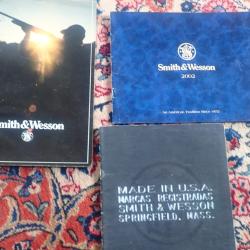 Smith & Wesson
Smith & Wesson
2002
An American Tradition Since 1852
MADE IN U.S.A.
MARCAS REGISTRADAS
SMITH & WESSON
SPRINGFIELD, MASS.